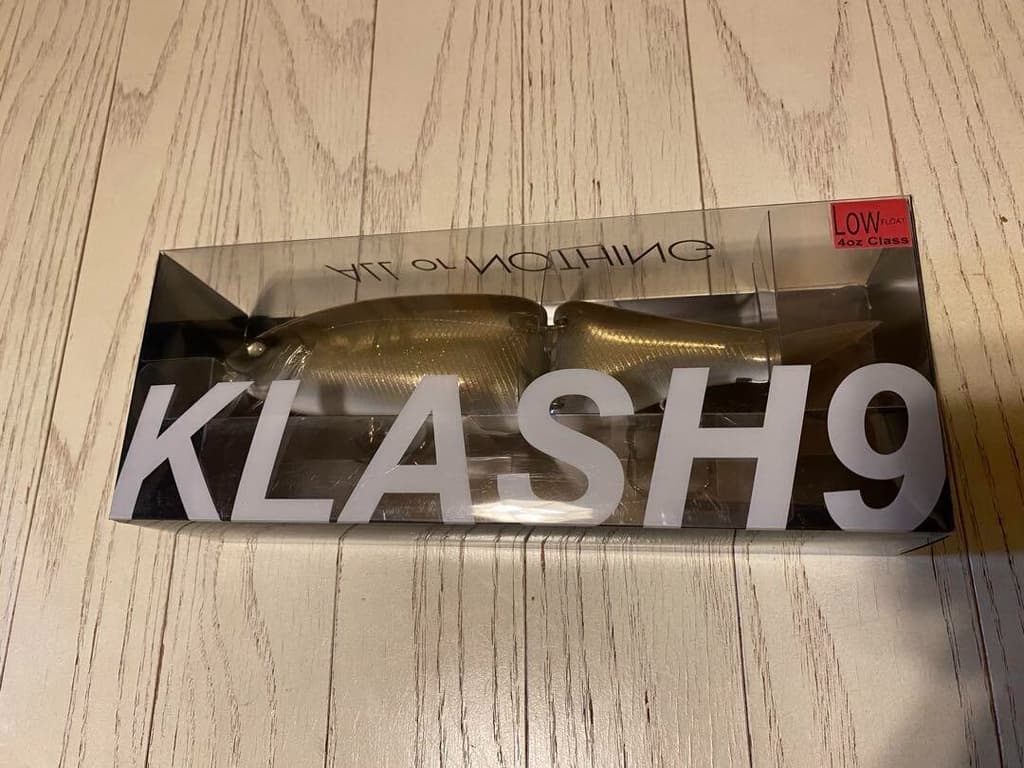 LOW FLOAT
4oz Class
ALL or NOTHING
KLASH9